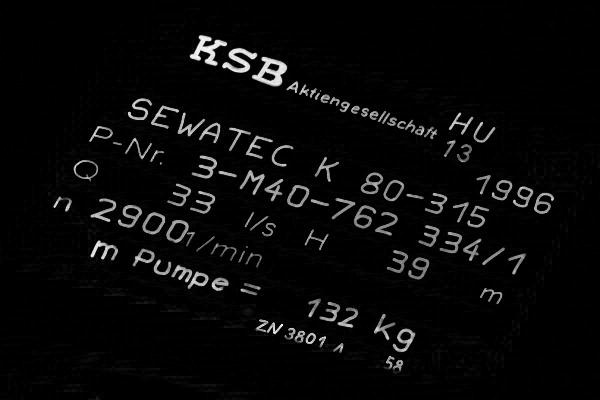 KSB Aktiengesellschaft HU
13
SEWATEC K 80-315 1996
P-Nr. 3-M40-762 334/1
Q 33 l/s H 39 m
n 2900 1/min
m Pumpe = 132 kg
ZN 3801 A 58